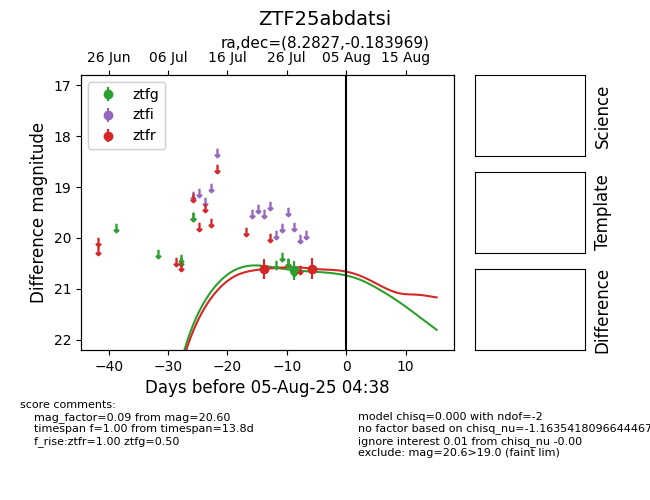 ZTF25abdatsi
ra,dec=(8.2827,-0.183969)
26 Jun 06 Jul 16 Jul 26 Jul 05 Aug 15 Aug
17
18
19
20
21
22
Difference magnitude
ztfg
ztfi
ztfr
−40 −30 −20 −10 0 10
Days before 05-Aug-25 04:38
Science
Template
Difference
score comments:
mag_factor=0.09 from mag=20.60
timespan f=1.00 from timespan=13.8d
f_rise:ztfr=1.00 ztfg=0.50
model chisq=0.000 with ndof=-2
no factor based on chisq_nu=-1.1635418096644467
ignore interest 0.01 from chisq_nu -0.00
exclude: mag=20.6>19.0 (faint lim)